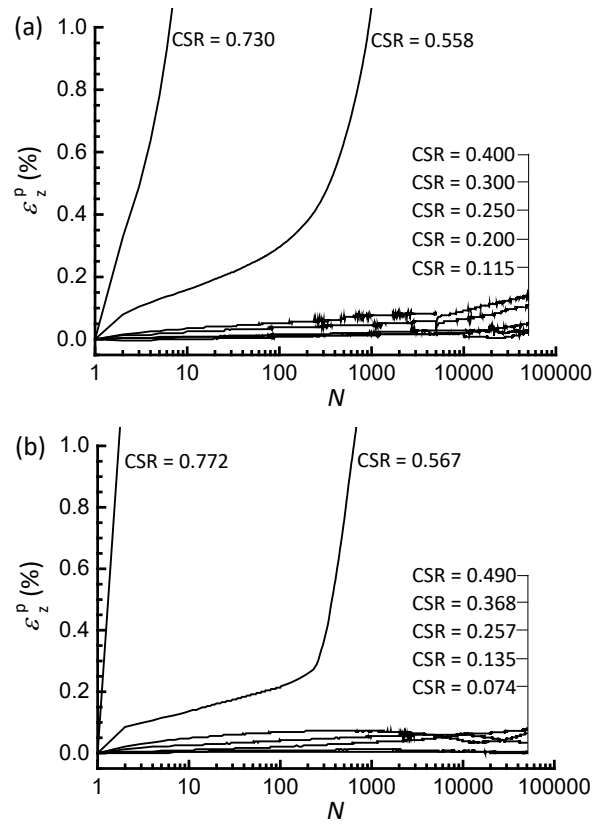 (a)
1.0
CSR = 0.730
CSR = 0.558
0.8
0.6
CSR = 0.400
CSR = 0.300
0.4
CSR = 0.250
CSR = 0.200
0.2
CSR = 0.115
0.0
ε_z^p (%)
1 10 100 1000 10000 100000
N
(b)
1.0
CSR = 0.772
CSR = 0.567
0.8
0.6
CSR = 0.490
CSR = 0.368
0.4
CSR = 0.257
CSR = 0.135
0.2
CSR = 0.074
0.0
ε_z^p (%)
1 10 100 1000 10000 100000
N